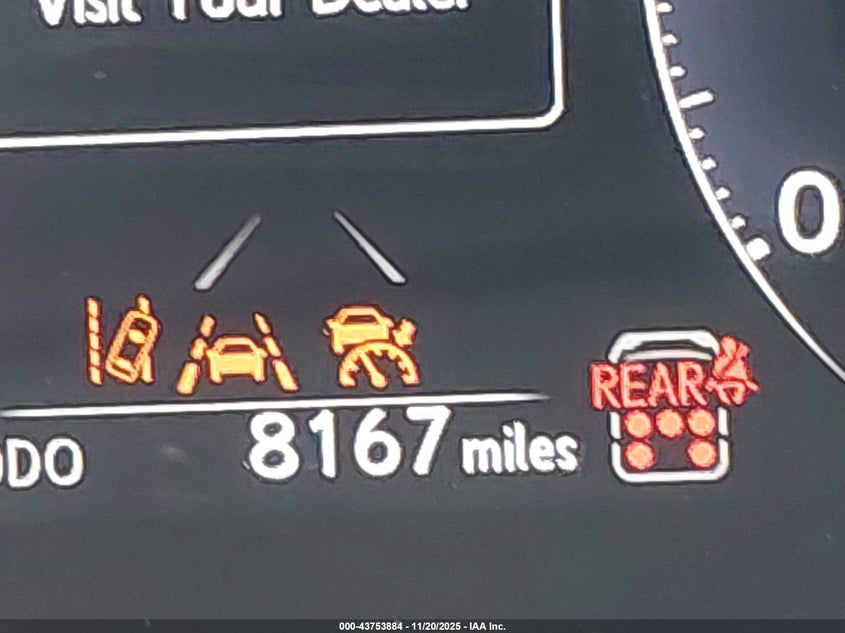 Visit Your Dealer
0
REAR
ODO 8167 miles
000-43753884 - 11/20/2025 - IAA Inc.